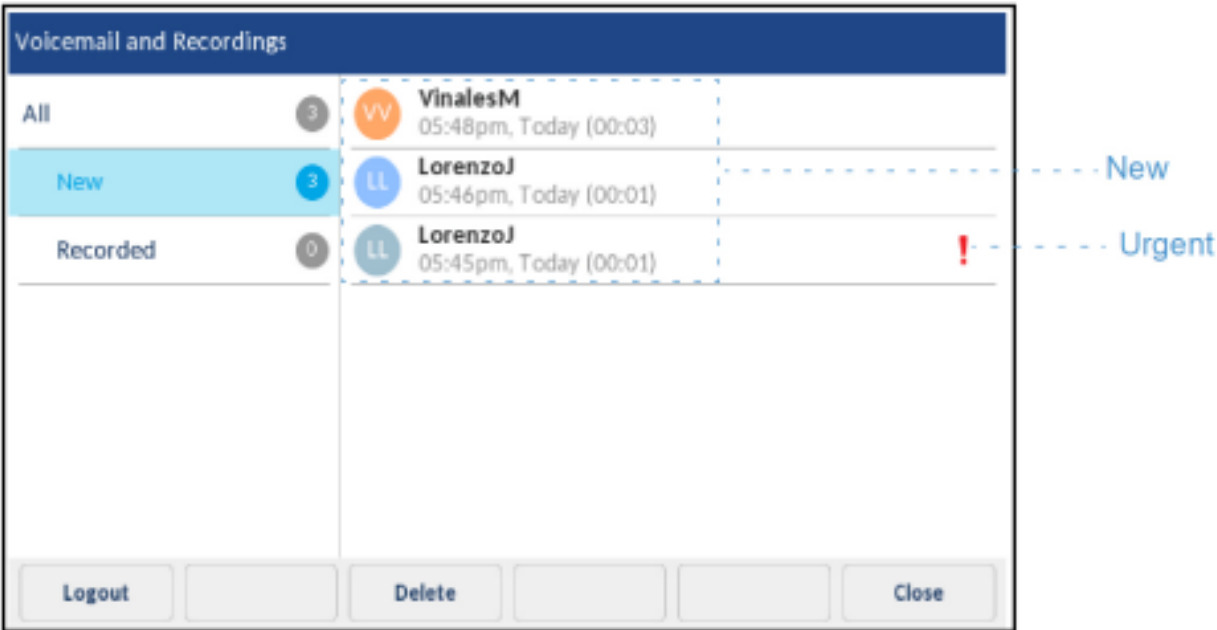 Voicemail and Recordings
All 3
New 3
Recorded 0
VV VinalesM
05:48pm, Today (00:03)
LL LorenzoJ
05:46pm, Today (00:01)
LL LorenzoJ
05:45pm, Today (00:01)
!
New
Urgent
Logout Delete Close